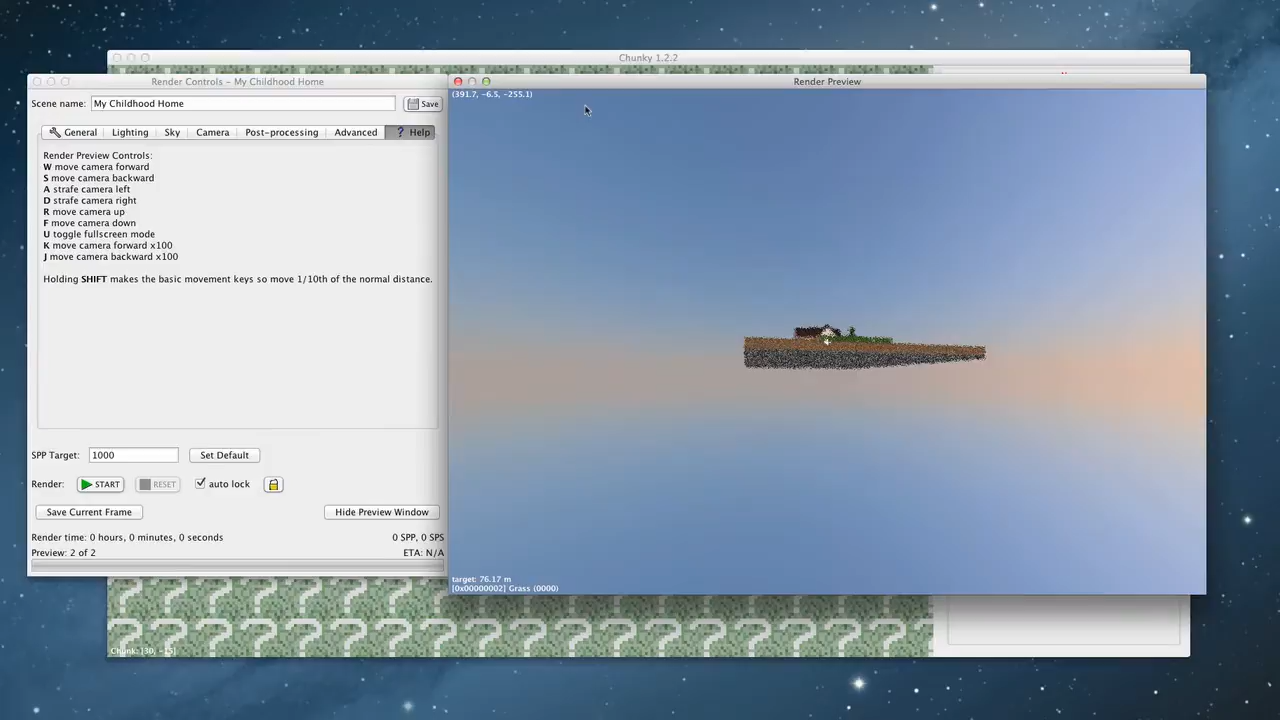 Chunky 1.2.2
Render Controls - My Childhood Home
Scene name: My Childhood Home Save
General Lighting Sky Camera Post-processing Advanced ? Help
Render Preview Controls:
W move camera forward
S move camera backward
A strafe camera left
D strafe camera right
R move camera up
F move camera down
U toggle fullscreen mode
K move camera forward x100
J move camera backward x100
Holding SHIFT makes the basic movement keys so move 1/10th of the normal distance.
SPP Target: 1000 Set Default
Render: START RESET auto lock
Save Current Frame Hide Preview Window
Render time: 0 hours, 0 minutes, 0 seconds 0 SPP, 0 SPS
Preview: 2 of 2 ETA: N/A
Render Preview
(391.7, -6.5, -255.1)
target: 76.17 m
[0x00000002] Grass (0000)
Chunk: [30, -15]